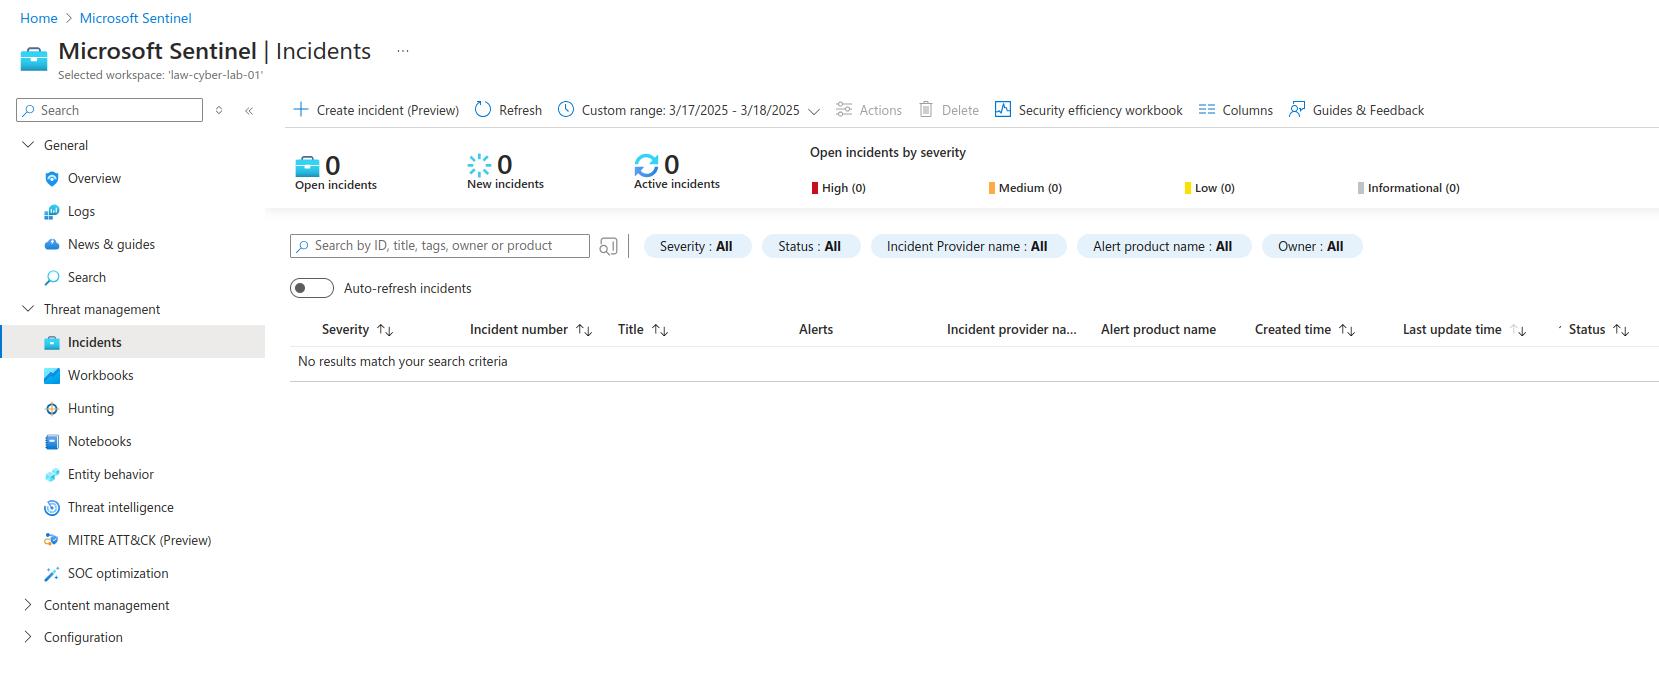 Home > Microsoft Sentinel
Microsoft Sentinel | Incidents ...
Selected workspace: 'law-cyber-lab-01'
Search
General
Overview
Logs
News & guides
Search
Threat management
Incidents
Workbooks
Hunting
Notebooks
Entity behavior
Threat intelligence
MITRE ATT&CK (Preview)
SOC optimization
Content management
Configuration
Create incident (Preview) Refresh Custom range: 3/17/2025 - 3/18/2025 Actions Delete Security efficiency workbook Columns Guides & Feedback
0
Open incidents
0
New incidents
0
Active incidents
Open incidents by severity
High (0) Medium (0) Low (0) Informational (0)
Search by ID, title, tags, owner or product
Severity : All Status : All Incident Provider name : All Alert product name : All Owner : All
Auto-refresh incidents
Severity Incident number Title Alerts Incident provider na... Alert product name Created time Last update time Status
No results match your search criteria